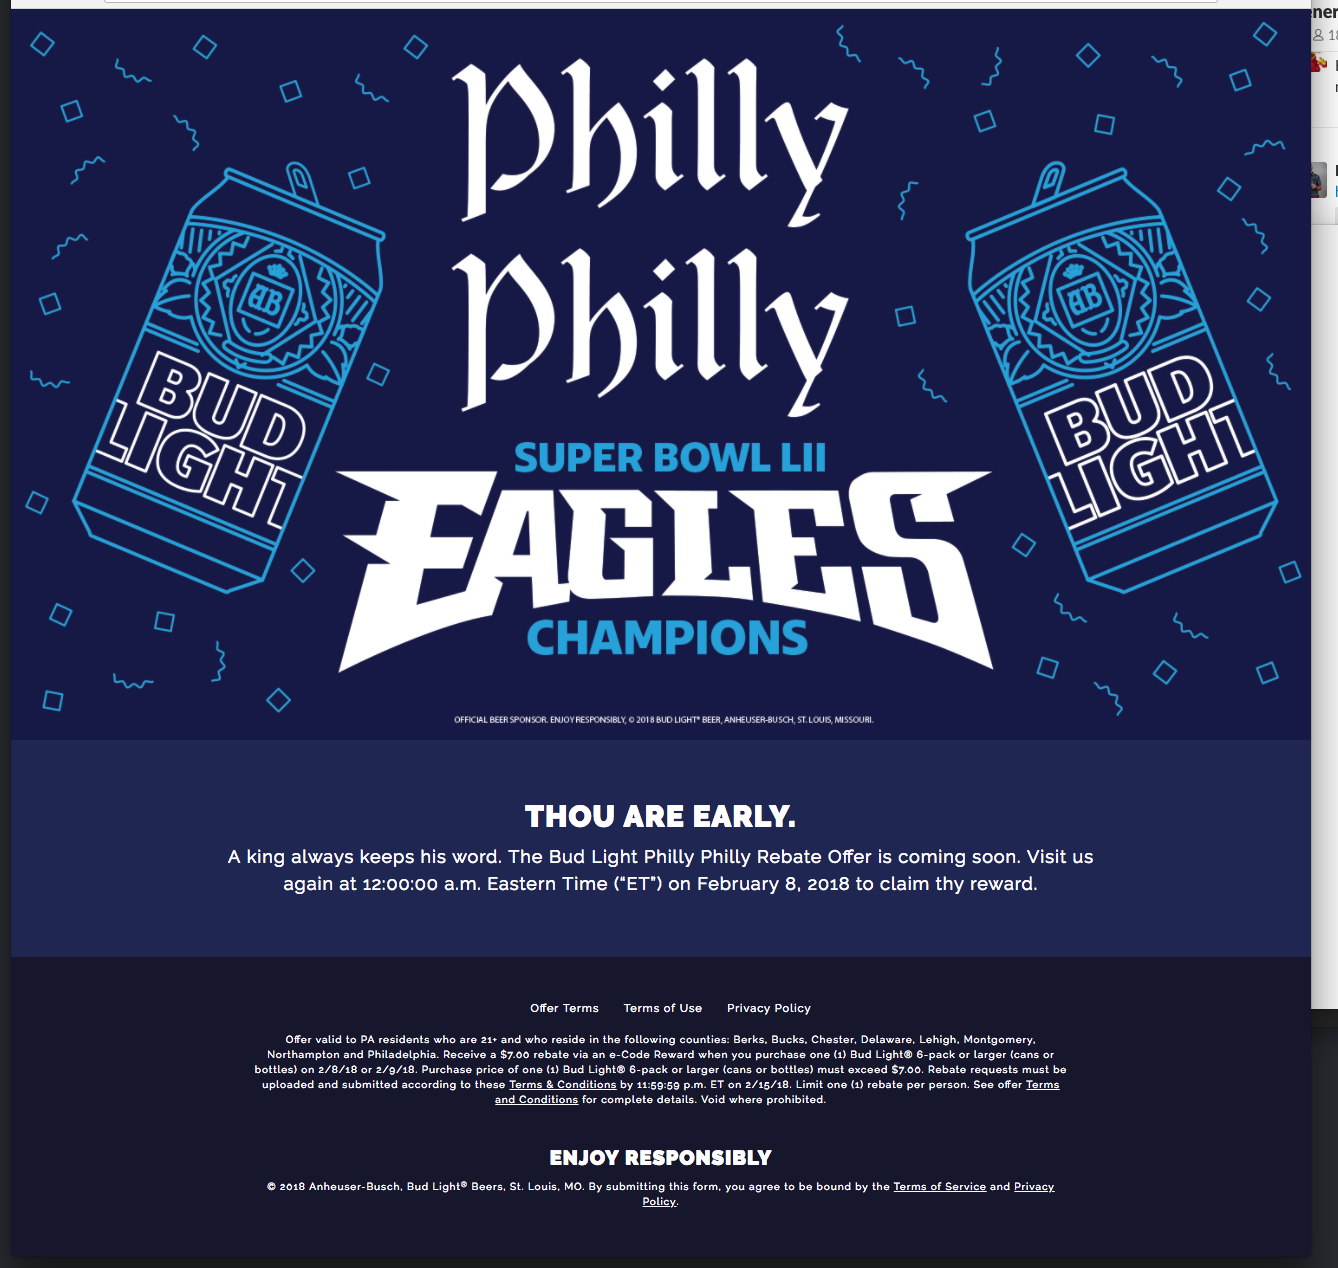 Philly
Philly
SUPER BOWL LII
EAGLES
CHAMPIONS
BUD
LIGHT
BUD
LIGHT
AB
AB
OFFICIAL BEER SPONSOR. ENJOY RESPONSIBLY, © 2018 BUD LIGHT® BEER, ANHEUSER-BUSCH, ST. LOUIS, MISSOURI.
THOU ARE EARLY.
A king always keeps his word. The Bud Light Philly Philly Rebate Offer is coming soon. Visit us
again at 12:00:00 a.m. Eastern Time (“ET”) on February 8, 2018 to claim thy reward.
Offer Terms Terms of Use Privacy Policy
Offer valid to PA residents who are 21+ and who reside in the following counties: Berks, Bucks, Chester, Delaware, Lehigh, Montgomery,
Northampton and Philadelphia. Receive a $7.00 rebate via an e-Code Reward when you purchase one (1) Bud Light® 6-pack or larger (cans or
bottles) on 2/8/18 or 2/9/18. Purchase price of one (1) Bud Light® 6-pack or larger (cans or bottles) must exceed $7.00. Rebate requests must be
uploaded and submitted according to these Terms & Conditions by 11:59:59 p.m. ET on 2/15/18. Limit one (1) rebate per person. See offer Terms
and Conditions for complete details. Void where prohibited.
ENJOY RESPONSIBLY
© 2018 Anheuser-Busch, Bud Light® Beers, St. Louis, MO. By submitting this form, you agree to be bound by the Terms of Service and Privacy
Policy.